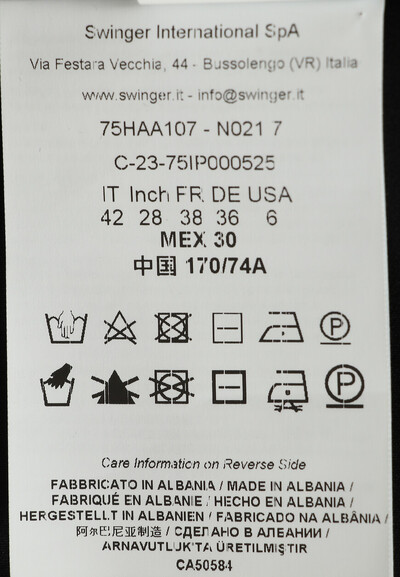 Swinger International SpA
Via Festara Vecchia, 44 - Bussolengo (VR) Italia
www.swinger.it - info@swinger.it
75HAA107 - N021 7
C-23-75IP000525
IT Inch FR DE USA
42 28 38 36 6
MEX 30
中国 170/74A
P
P
Care Information on Reverse Side
FABBRICATO IN ALBANIA / MADE IN ALBANIA /
FABRIQUÉ EN ALBANIE / HECHO EN ALBANIA /
HERGESTELLT IN ALBANIEN / FABRICADO NA ALBÂNIA /
阿尔巴尼亚制造 / СДЕЛАНО В АЛБАНИИ /
ARNAVUTLUK'TA ÜRETILMIŞTIR
CA50584